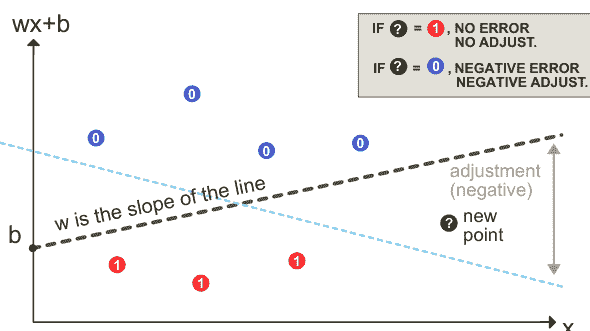 wx+b
IF ? = 1, NO ERROR
NO ADJUST.
IF ? = 0, NEGATIVE ERROR
NEGATIVE ADJUST.
0
0
0
0
w is the slope of the line
adjustment
(negative)
? new
point
b
1
1
1
x